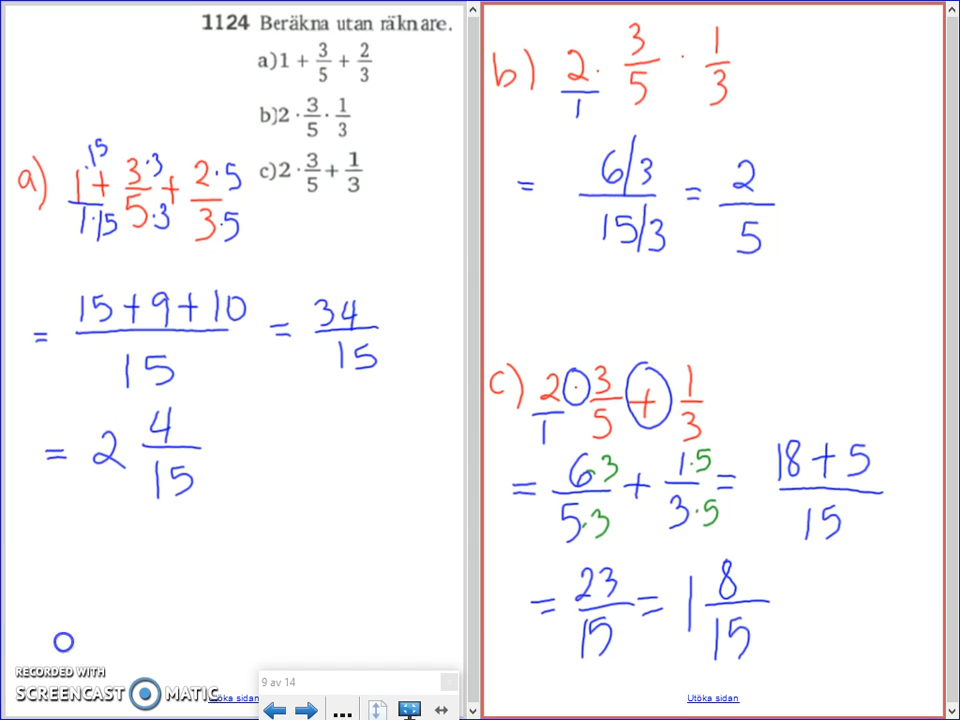 1124 Beräkna utan räknare.
a) 1 + 3/5 + 2/3
b) 2 · 3/5 · 1/3
c) 2 · 3/5 + 1/3
a) 1·15/1·15 + 3·3/5·3 + 2·5/3·5
= 15+9+10/15 = 34/15
= 2 4/15
b) 2/1 · 3/5 · 1/3
= 6/3 / 15/3 = 2/5
c) 2/1 · 3/5 + 1/3
= 6·3/5·3 + 1·5/3·5 = 18+5/15
= 23/15 = 1 8/15
RECORDED WITH
SCREENCAST MATIC
9 av 14
Utöka sidan
...
Utöka sidan